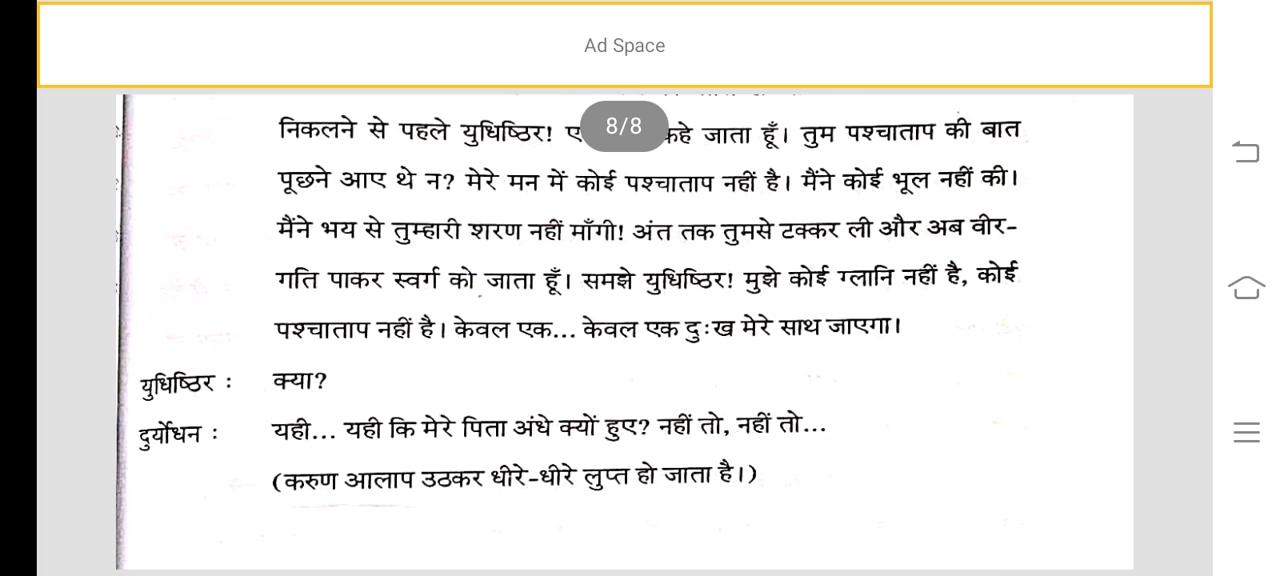 Ad Space
8/8
निकलने से पहले युधिष्ठिर! कहे जाता हूँ। तुम पश्चाताप की बात
पूछने आए थे न? मेरे मन में कोई पश्चाताप नहीं है। मैंने कोई भूल नहीं की।
मैंने भय से तुम्हारी शरण नहीं माँगी! अंत तक तुमसे टक्कर ली और अब वीर-
गति पाकर स्वर्ग को जाता हूँ। समझे युधिष्ठिर! मुझे कोई ग्लानि नहीं है, कोई
पश्चाताप नहीं है। केवल एक... केवल एक दुःख मेरे साथ जाएगा।
युधिष्ठिर : क्या?
दुर्योधन : यही... यही कि मेरे पिता अंधे क्यों हुए? नहीं तो, नहीं तो...
(करुण आलाप उठकर धीरे-धीरे लुप्त हो जाता है।)